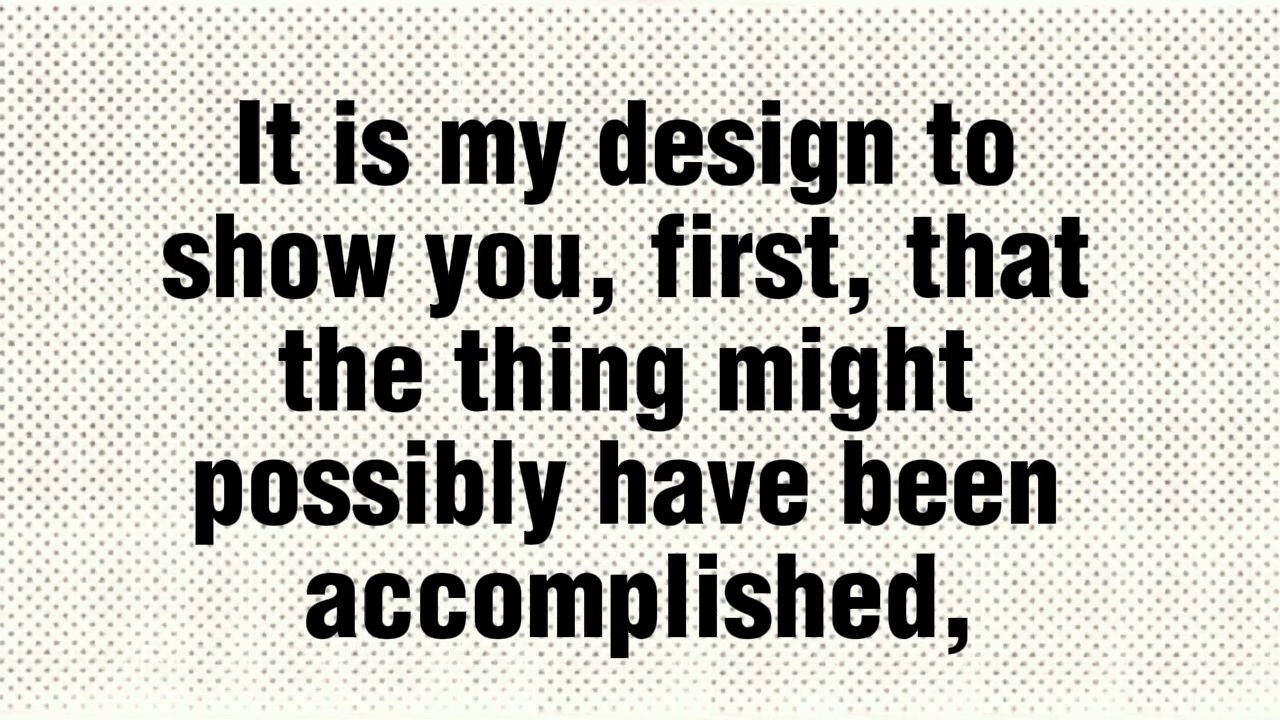 It is my design to
show you, first, that
the thing might
possibly have been
accomplished,